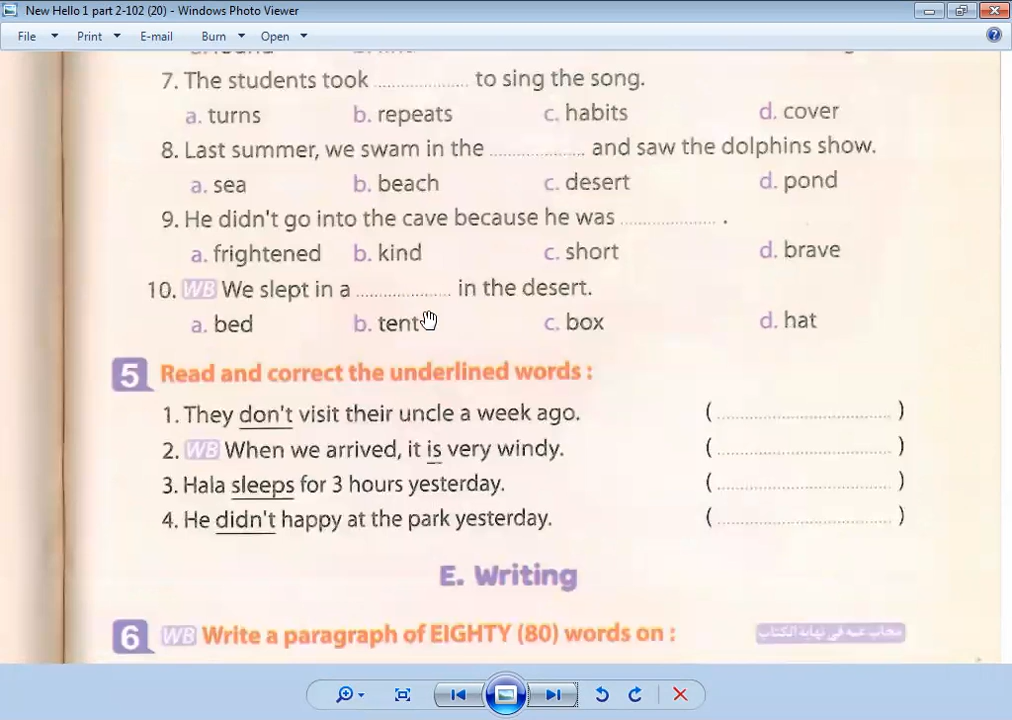 New Hello 1 part 2-102 (20) - Windows Photo Viewer
File Print E-mail Burn Open
7. The students took .................... to sing the song.
a. turns b. repeats c. habits d. cover
8. Last summer, we swam in the .................... and saw the dolphins show.
a. sea b. beach c. desert d. pond
9. He didn't go into the cave because he was .................... .
a. frightened b. kind c. short d. brave
10. WB We slept in a .................... in the desert.
a. bed b. tent c. box d. hat
5 Read and correct the underlined words :
1. They don't visit their uncle a week ago. (........................................)
2. WB When we arrived, it is very windy. (........................................)
3. Hala sleeps for 3 hours yesterday. (........................................)
4. He didn't happy at the park yesterday. (........................................)
E. Writing
6 WB Write a paragraph of EIGHTY (80) words on : مجاب عنه في نهاية الكتاب